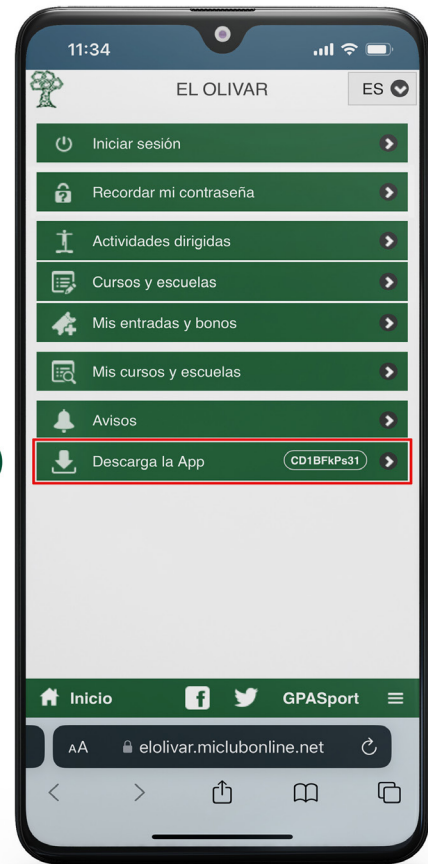 11:34
EL OLIVAR
ES
Iniciar sesión
Recordar mi contraseña
Actividades dirigidas
Cursos y escuelas
Mis entradas y bonos
Mis cursos y escuelas
Avisos
Descarga la App CD1BFkPs31
Inicio f GPASport
AA elolivar.miclubonline.net